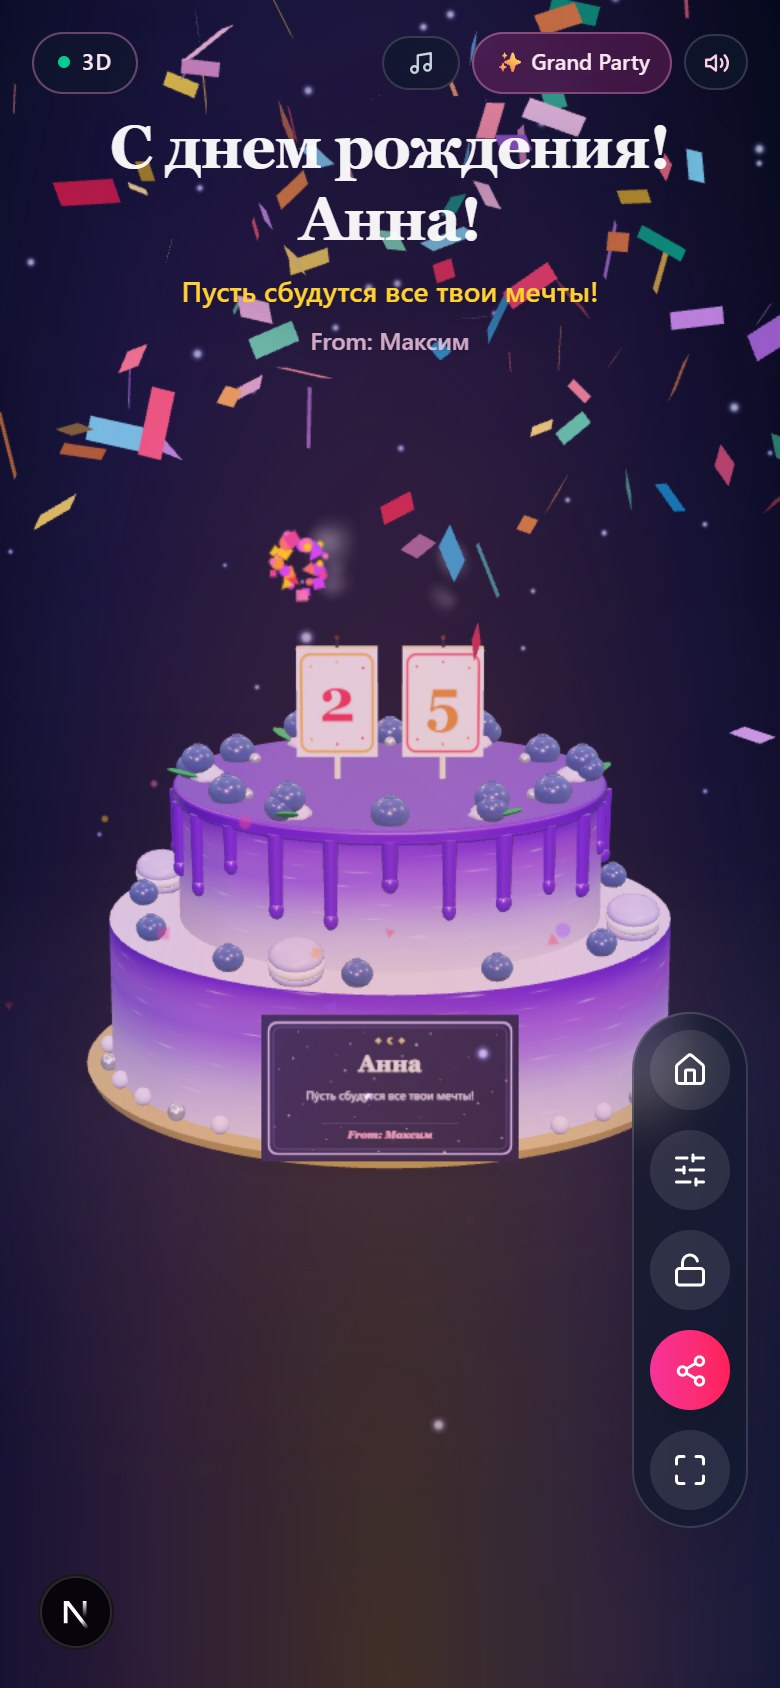 3D
✨ Grand Party
С днем рождения!
Анна!
Пусть сбудутся все твои мечты!
From: Максим
2 5
Анна
Пусть сбудутся все твои мечты!
From: Максим
N